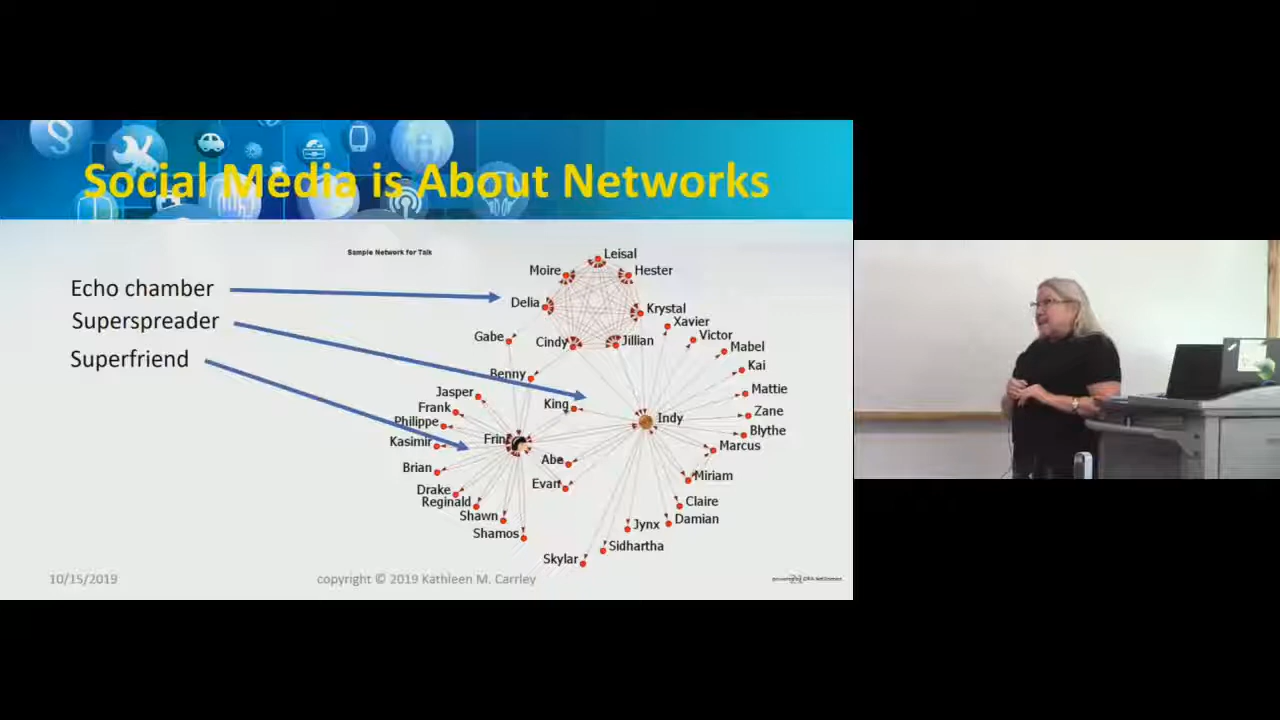 Social Media is About Networks
Sample Network for Talk
Echo chamber
Superspreader
Superfriend
Leisal
Moire
Hester
Delia
Krystal
Xavier
Gabe
Cindy
Jillian
Victor
Mabel
Benny
Kai
Jasper
Mattie
Frank
King
Zane
Philippe
Indy
Blythe
Kasimir
Marcus
Abe
Brian
Evan
Miriam
Drake
Reginald
Claire
Shawn
Damian
Shamos
Jynx
Sidhartha
Skylar
10/15/2019
copyright © 2019 Kathleen M. Carrley